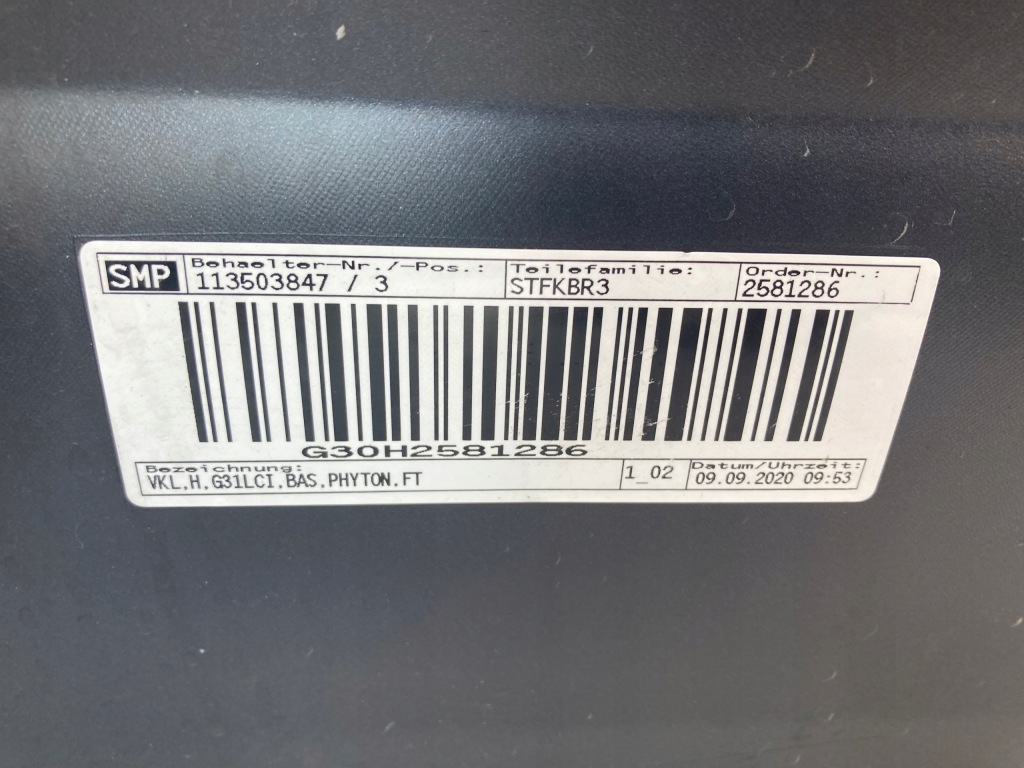 SMP
Behaelter-Nr./-Pos.: Teilefamilie: Order-Nr.:
113503847 / 3 STFKBR3 2581286
G30H2581286
Bezeichnung: 1_02 Datum/Uhrzeit:
VKL,H,G31LCI,BAS,PHYTON,FT 09.09.2020 09:53